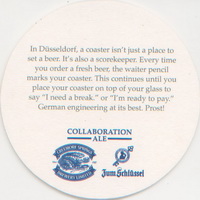 In Düsseldorf, a coaster isn't just a place to
set a beer. It's also a scorekeeper. Every time
you order a fresh beer, the waiter pencil
marks your coaster. This continues until you
place your coaster on top of your glass to
say “I need a break.” or “I'm ready to pay.”
German engineering at its best. Prost!
COLLABORATION
ALE
Zum Schlüssel